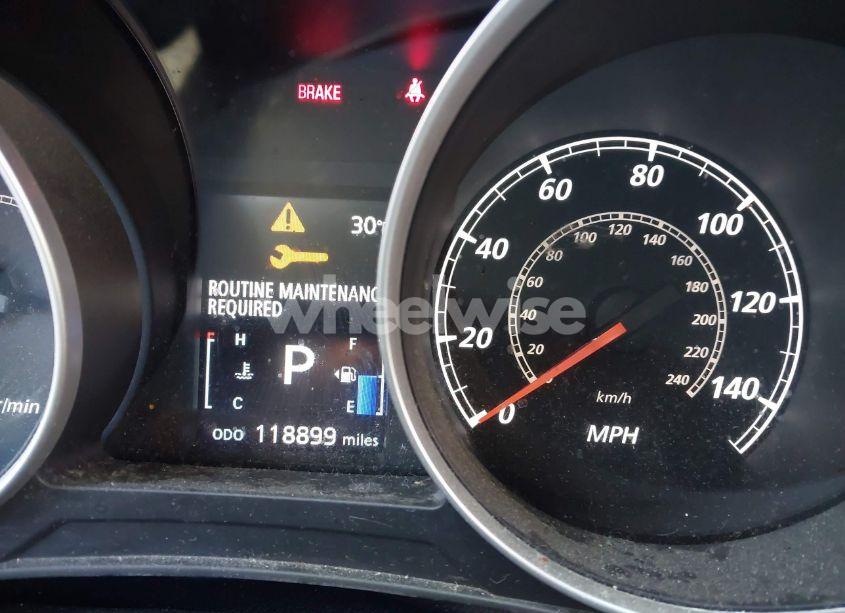 BRAKE
30°
ROUTINE MAINTENANC
REQUIRED
H F
P
C E
ODO 118899 miles
r/min
0 20 40 60 80 100 120 140
20 40 60 80 100 120 140 160 180 200 220 240
km/h
MPH
wheelwise